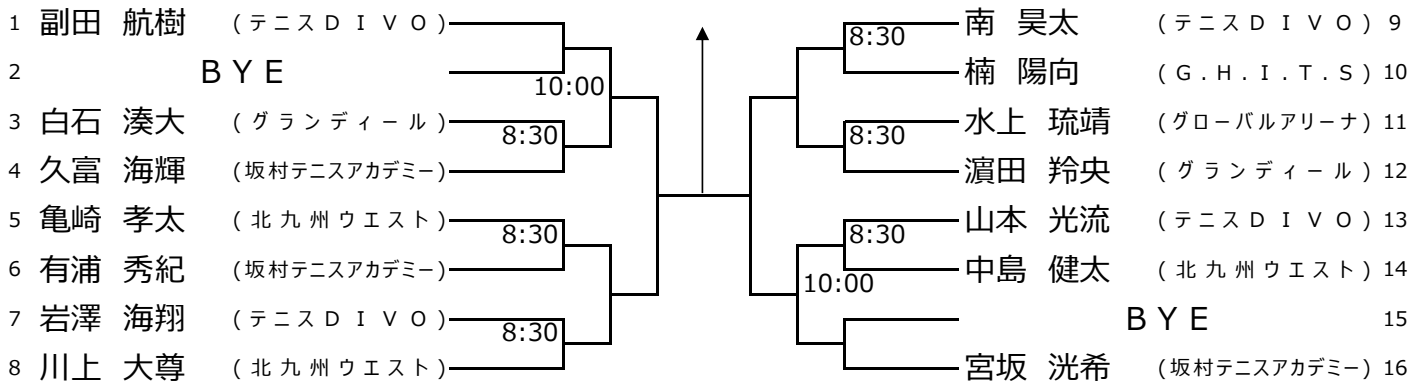 1 副田 航樹 (テニスＤＩＶＯ)
2 ＢＹＥ
10:00
3 白石 湊大 (グランディール)
8:30
4 久富 海輝 (坂村テニスアカデミー)
5 亀崎 孝太 (北九州ウエスト)
8:30
6 有浦 秀紀 (坂村テニスアカデミー)
7 岩澤 海翔 (テニスＤＩＶＯ)
8:30
8 川上 大尊 (北九州ウエスト)
南 昊太 (テニスＤＩＶＯ) 9
8:30
楠 陽向 (Ｇ.Ｈ.Ｉ.Ｔ.Ｓ) 10
水上 琉靖 (グローバルアリーナ) 11
8:30
濵田 羚央 (グランディール) 12
山本 光流 (テニスＤＩＶＯ) 13
8:30
中島 健太 (北九州ウエスト) 14
10:00
ＢＹＥ 15
宮坂 洸希 (坂村テニスアカデミー) 16